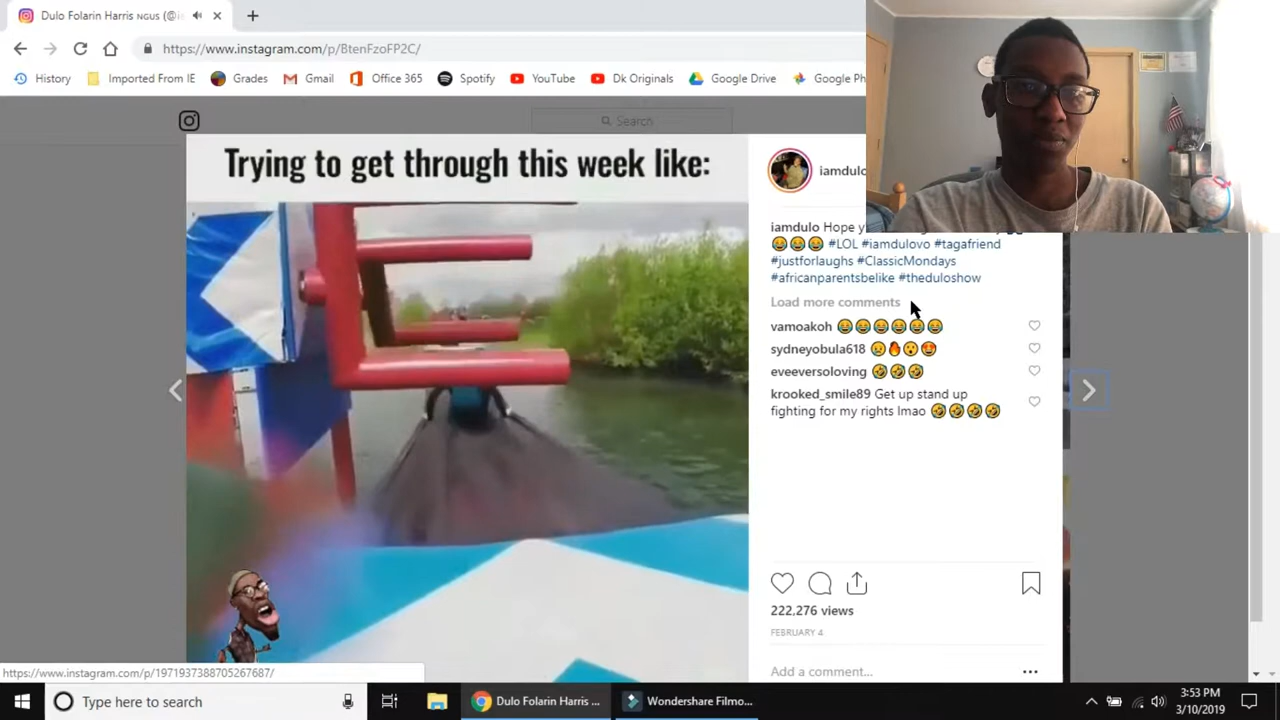 Dulo Folarin Harris ɴɢᴜs (@i
https://www.instagram.com/p/BtenFzoFP2C/
History Imported From IE Grades Gmail Office 365 Spotify YouTube Dk Originals Google Drive Google Ph
Search
Trying to get through this week like:
iamdulo
iamdulo Hope y
😂😂😂 #LOL #iamdulovo #tagafriend
#justforlaughs #ClassicMondays
#africanparentsbelike #theduloshow
Load more comments
vamoakoh 😂😂😂😂😂😂
sydneyobula618 😢🔥😮🤩
eveeversoloving 🤣🤣🤣
krooked_smile89 Get up stand up
fighting for my rights lmao 🤣🤣🤣🤣
222,276 views
FEBRUARY 4
Add a comment...
https://www.instagram.com/p/1971937388705267687/
Type here to search
Dulo Folarin Harris ...
Wondershare Filmo...
3:53 PM
3/10/2019